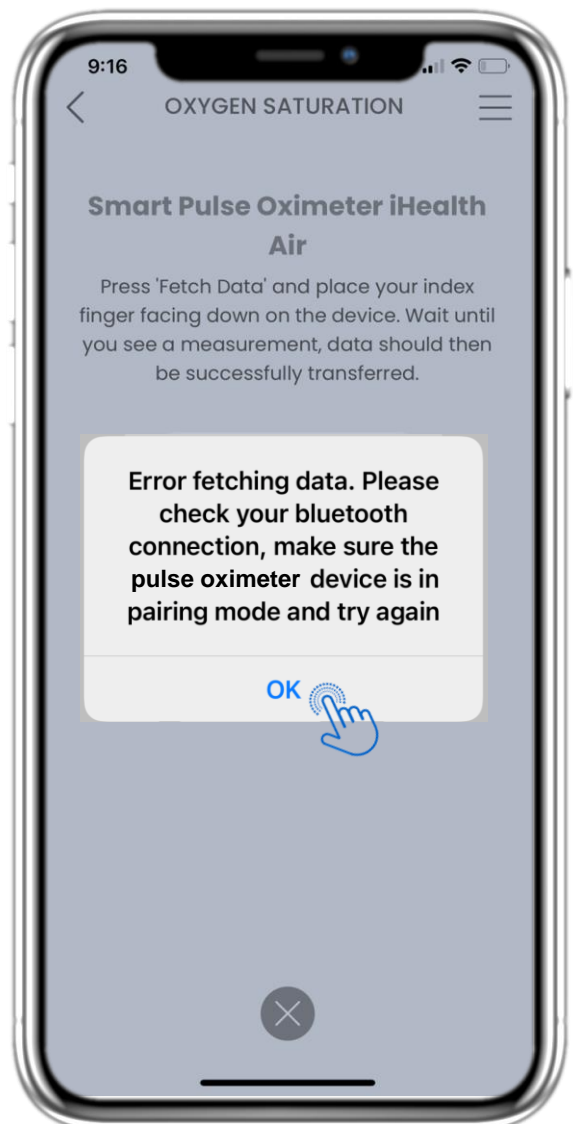 9:16
OXYGEN SATURATION
Smart Pulse Oximeter iHealth
Air
Press 'Fetch Data' and place your index
finger facing down on the device. Wait until
you see a measurement, data should then
be successfully transferred.
Error fetching data. Please
check your bluetooth
connection, make sure the
pulse oximeter device is in
pairing mode and try again
OK